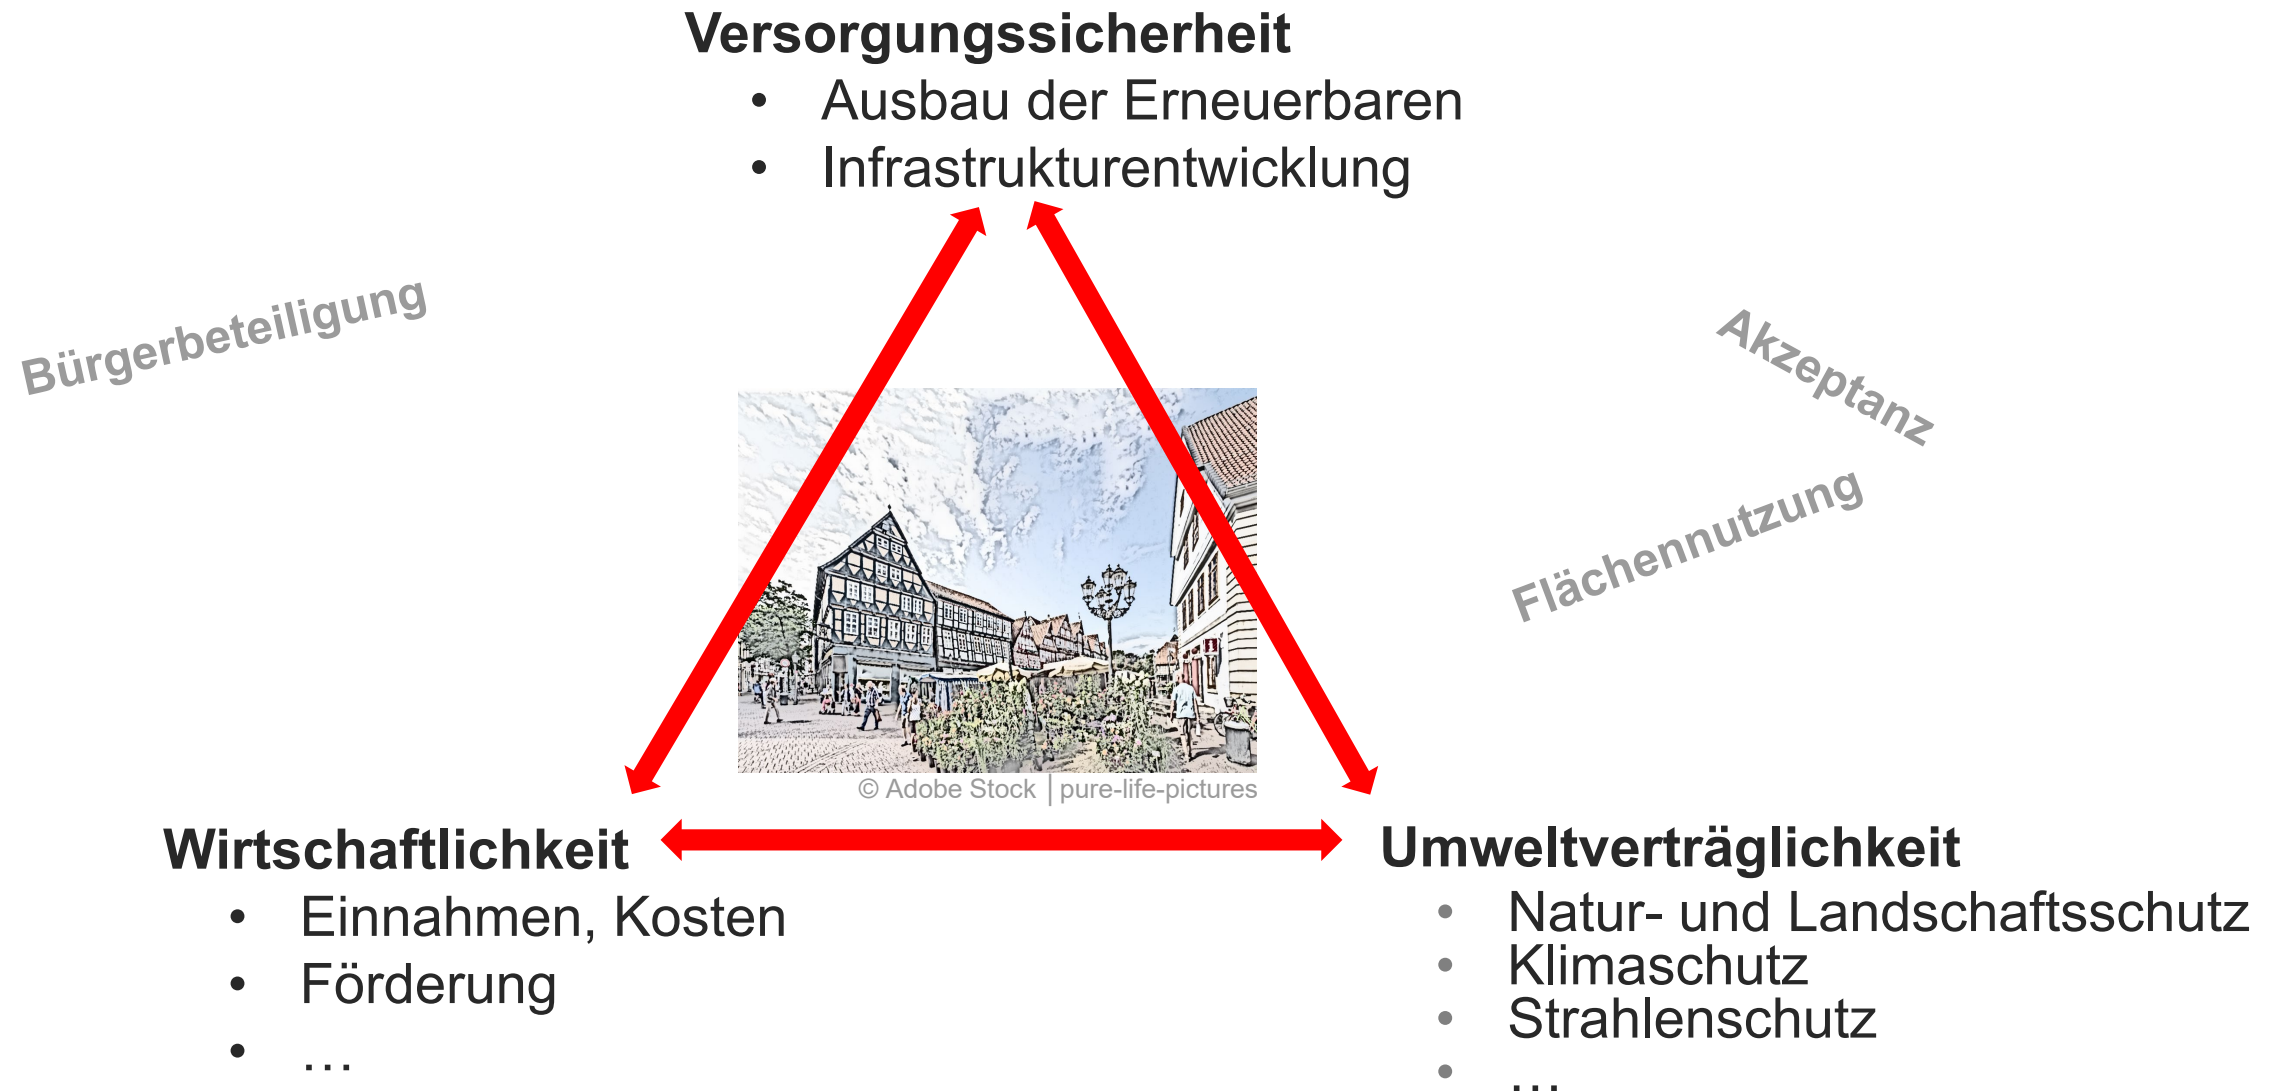 Versorgungssicherheit
• Ausbau der Erneuerbaren
• Infrastrukturentwicklung
Bürgerbeteiligung
Akzeptanz
Flächennutzung
© Adobe Stock | pure-life-pictures
Wirtschaftlichkeit
• Einnahmen, Kosten
• Förderung
• …
Umweltverträglichkeit
• Natur- und Landschaftsschutz
• Klimaschutz
• Strahlenschutz
• …